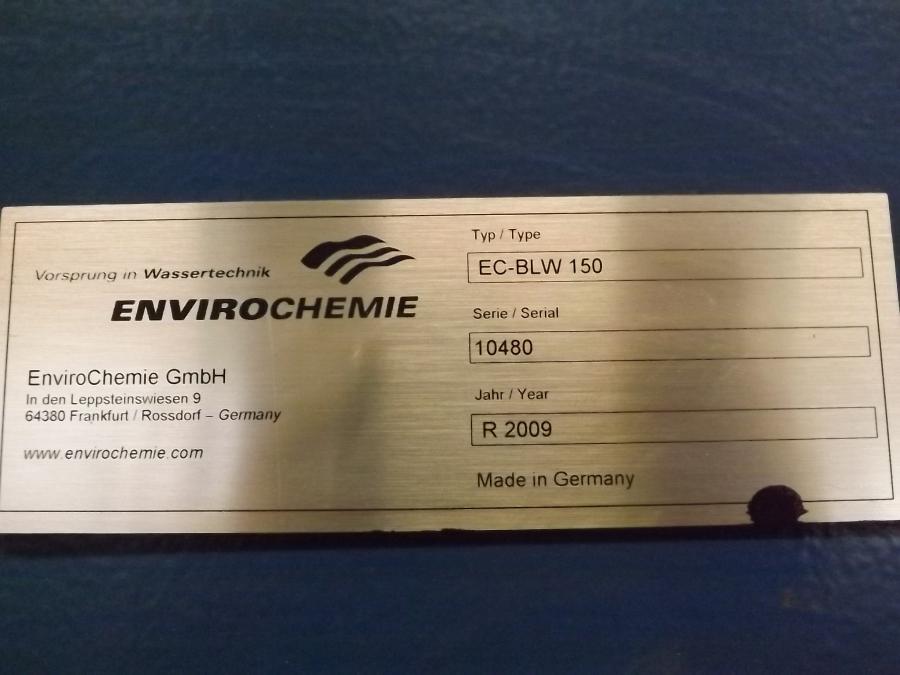 Vorsprung in Wassertechnik
ENVIROCHEMIE
EnviroChemie GmbH
In den Leppsteinswiesen 9
64380 Frankfurt / Rossdorf – Germany
www.envirochemie.com
Typ / Type
EC-BLW 150
Serie / Serial
10480
Jahr / Year
R 2009
Made in Germany